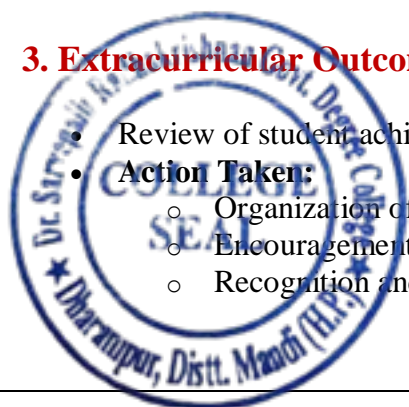 3. Extracurricular Outco
• Review of student achi
• Action Taken:
o Organization of
o Encouragement
o Recognition an
Dr. Sarvepalli Radhakrishnan Govt. Degree College
COLLEGE
SEAL
★ Dharampur, Distt. Mandi (H.P.) ★